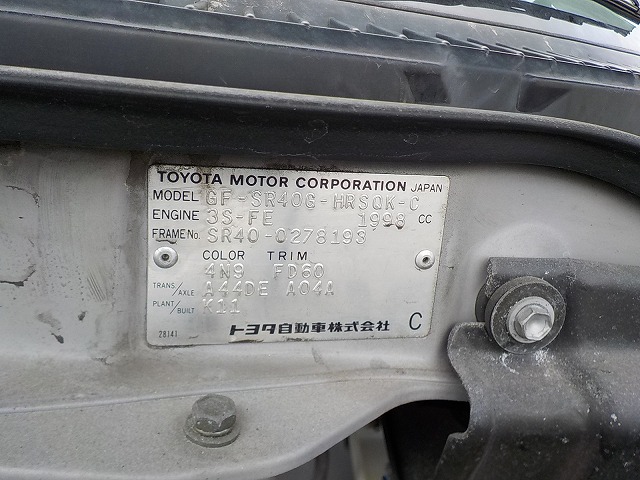 TOYOTA MOTOR CORPORATION JAPAN
MODEL GF-SR40G-HRSQK-C
ENGINE 3S-FE 1998 CC
FRAME No. SR40-0278193
COLOR TRIM
4N9 FD60
TRANS/AXLE A44DE A04A
PLANT/BUILT K11
28141 トヨタ自動車株式会社 C